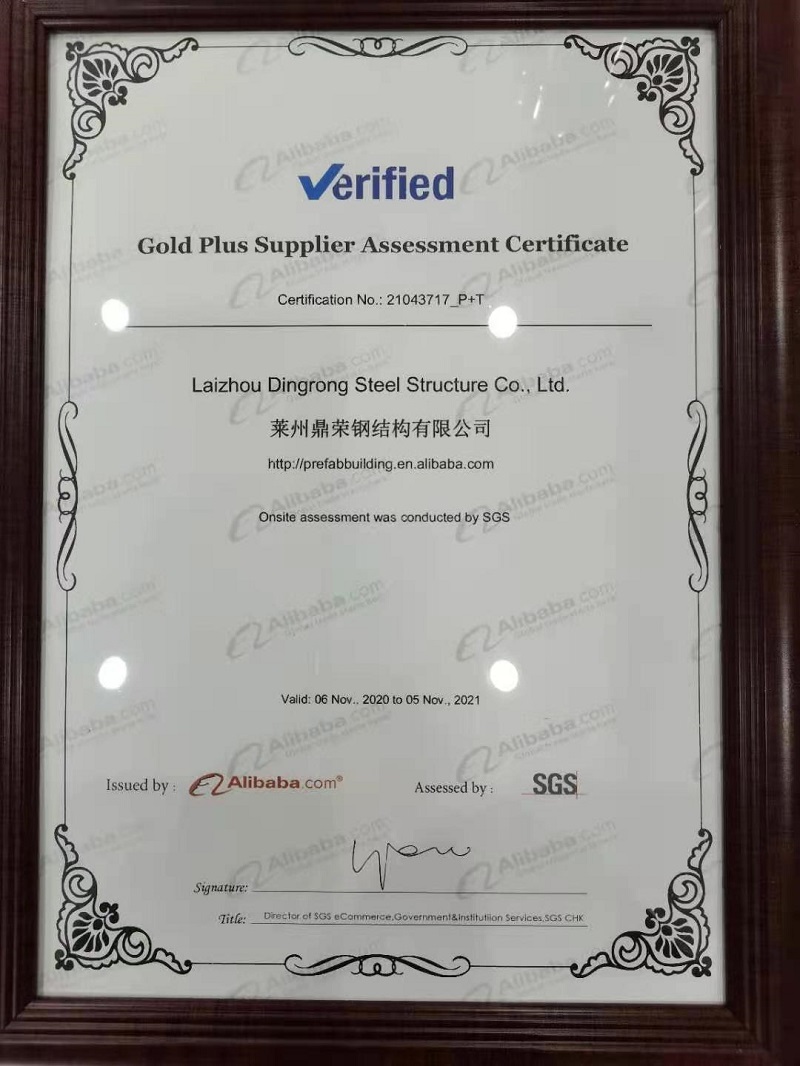 Verified
Gold Plus Supplier Assessment Certificate
Certification No.: 21043717_P+T
Laizhou Dingrong Steel Structure Co., Ltd.
莱州鼎荣钢结构有限公司
http://prefabbuilding.en.alibaba.com
Onsite assessment was conducted by SGS
Valid: 06 Nov.. 2020 to 05 Nov., 2021
Issued by : Alibaba.com® Assessed by : SGS
Signature:
Title: Director of SGS eCommerce,Government&Institutiion Services,SGS CHK